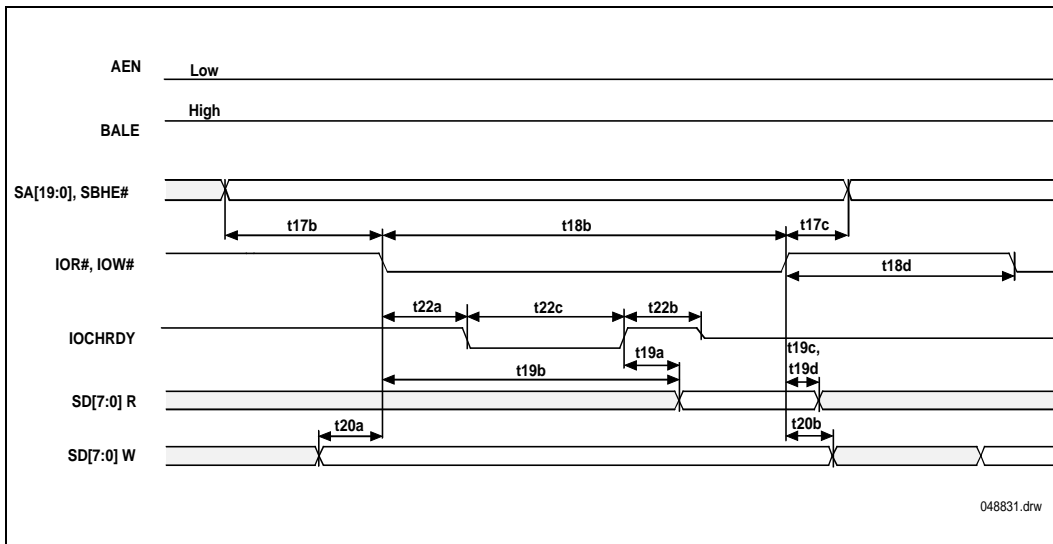 AEN
Low
High
BALE
SA[19:0], SBHE#
t17b
t18b
t17c
IOR#, IOW#
t18d
t22a
t22c
t22b
IOCHRDY
t19a
t19c,
t19d
t19b
SD[7:0] R
t20a
t20b
SD[7:0] W
048831.drw